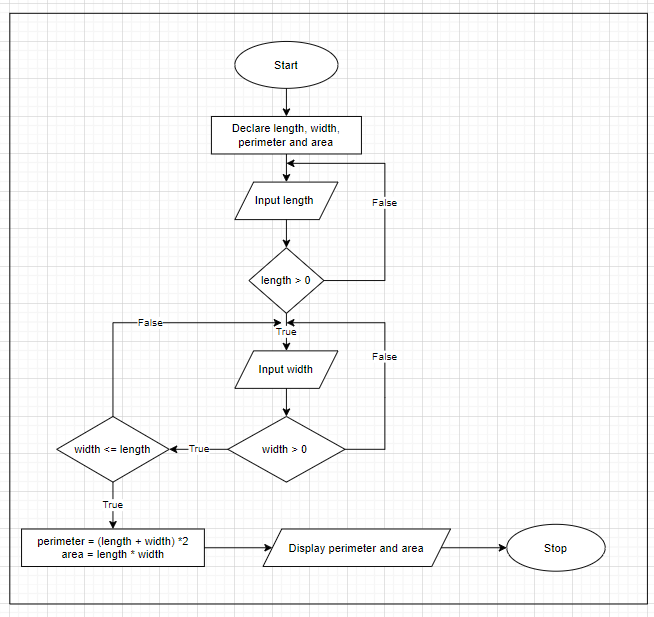 Start
Declare length, width,
perimeter and area
Input length
False
length > 0
False
True
False
Input width
width <= length
True
width > 0
True
perimeter = (length + width) *2
area = length * width
Display perimeter and area
Stop